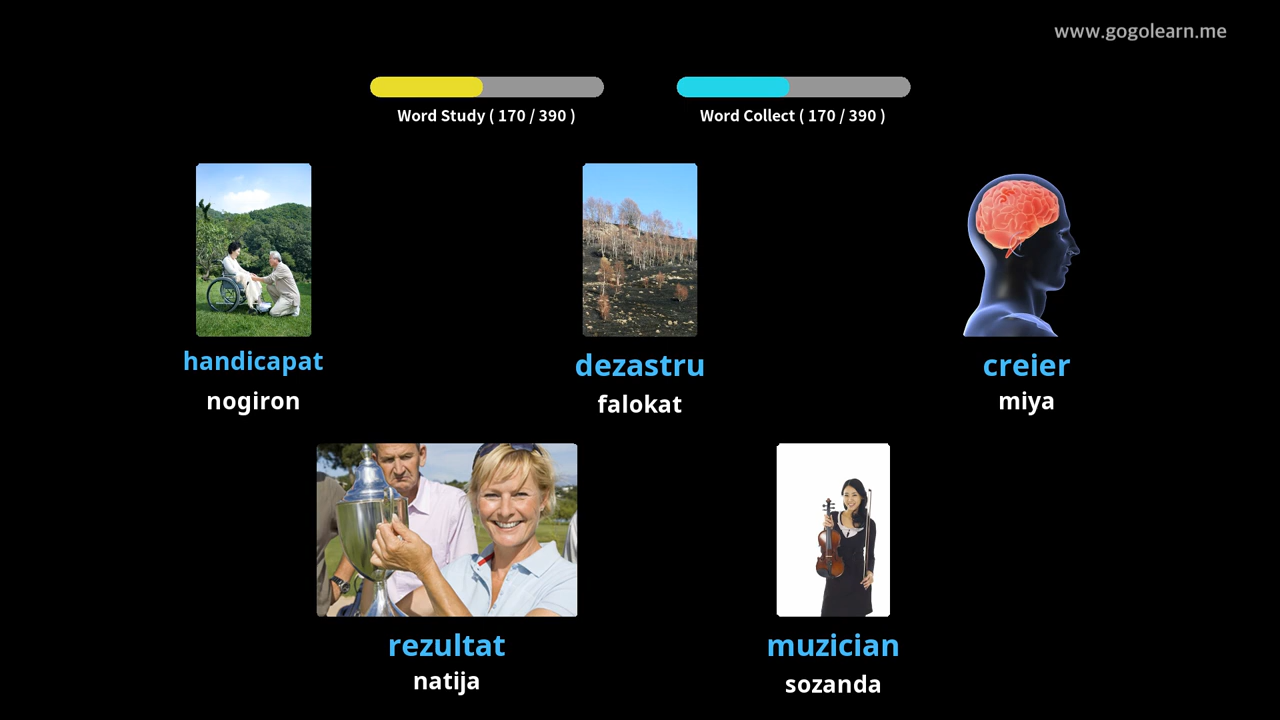 www.gogolearn.me
Word Study ( 170 / 390 )
Word Collect ( 170 / 390 )
handicapat
nogiron
dezastru
falokat
creier
miya
rezultat
natija
muzician
sozanda